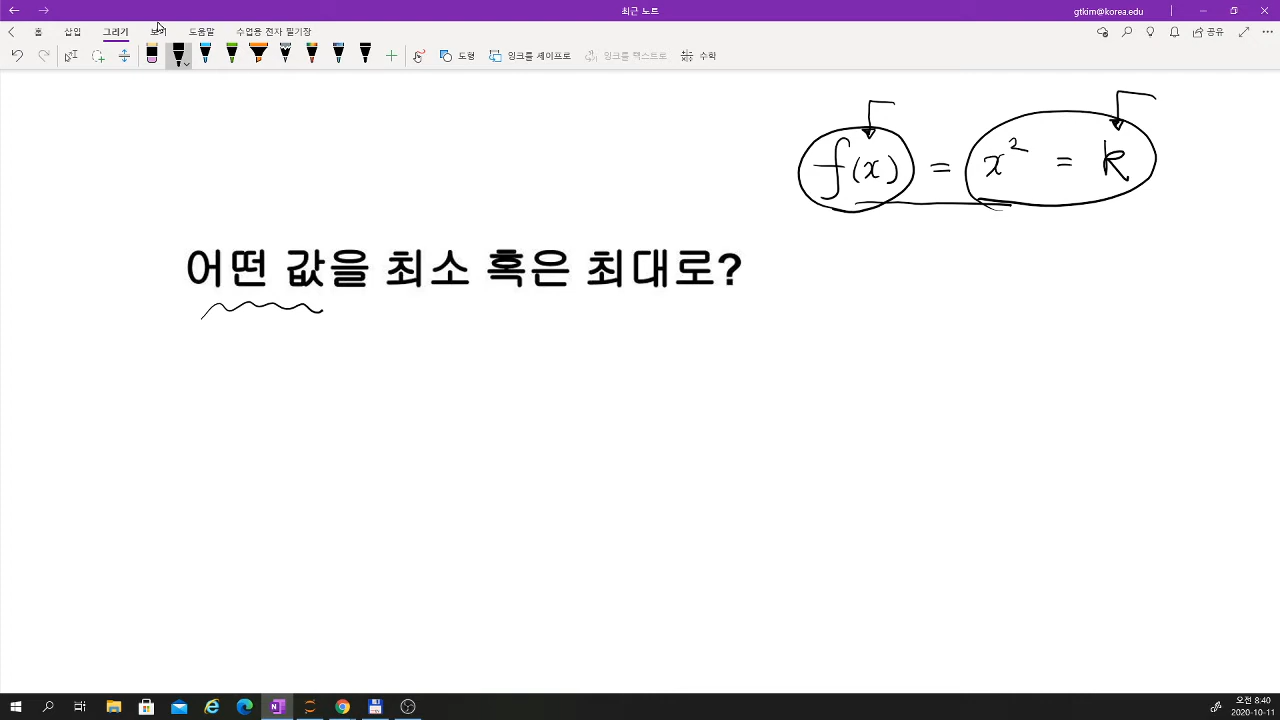 최근 노트
gtkim@korea.edu
홈 삽입 그리기 보기 도움말 수업용 전자 필기장
공유
도형 잉크를 셰이프로 잉크를 텍스트로 수학
f(x) = x² = k
어떤 값을 최소 혹은 최대로?
오전 8:40
2020-10-11